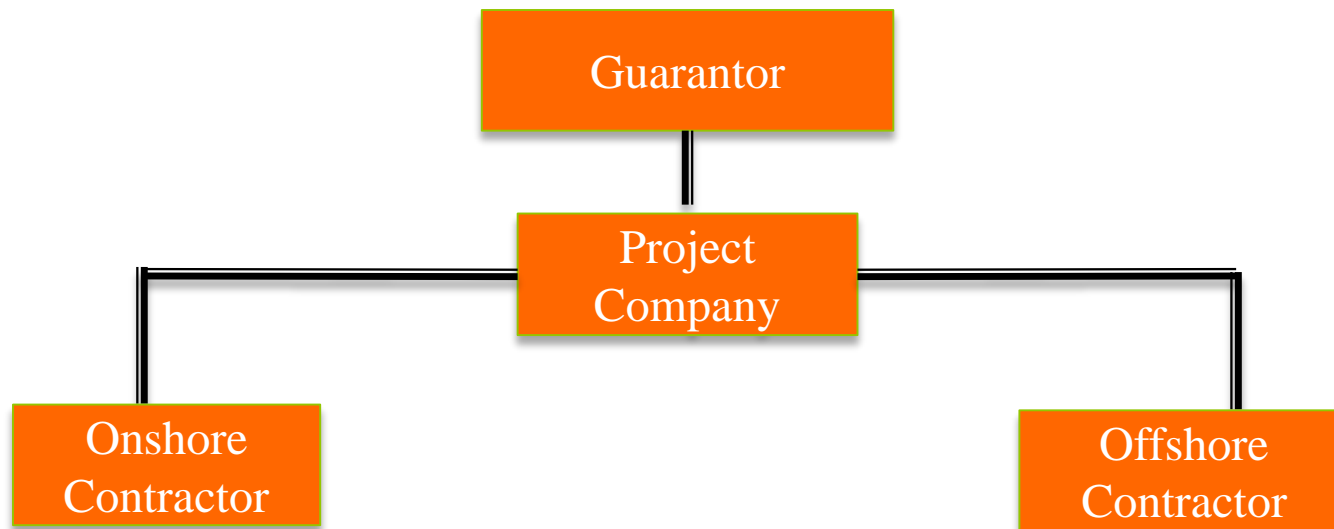 Guarantor
Project
Company
Onshore
Contractor
Offshore
Contractor